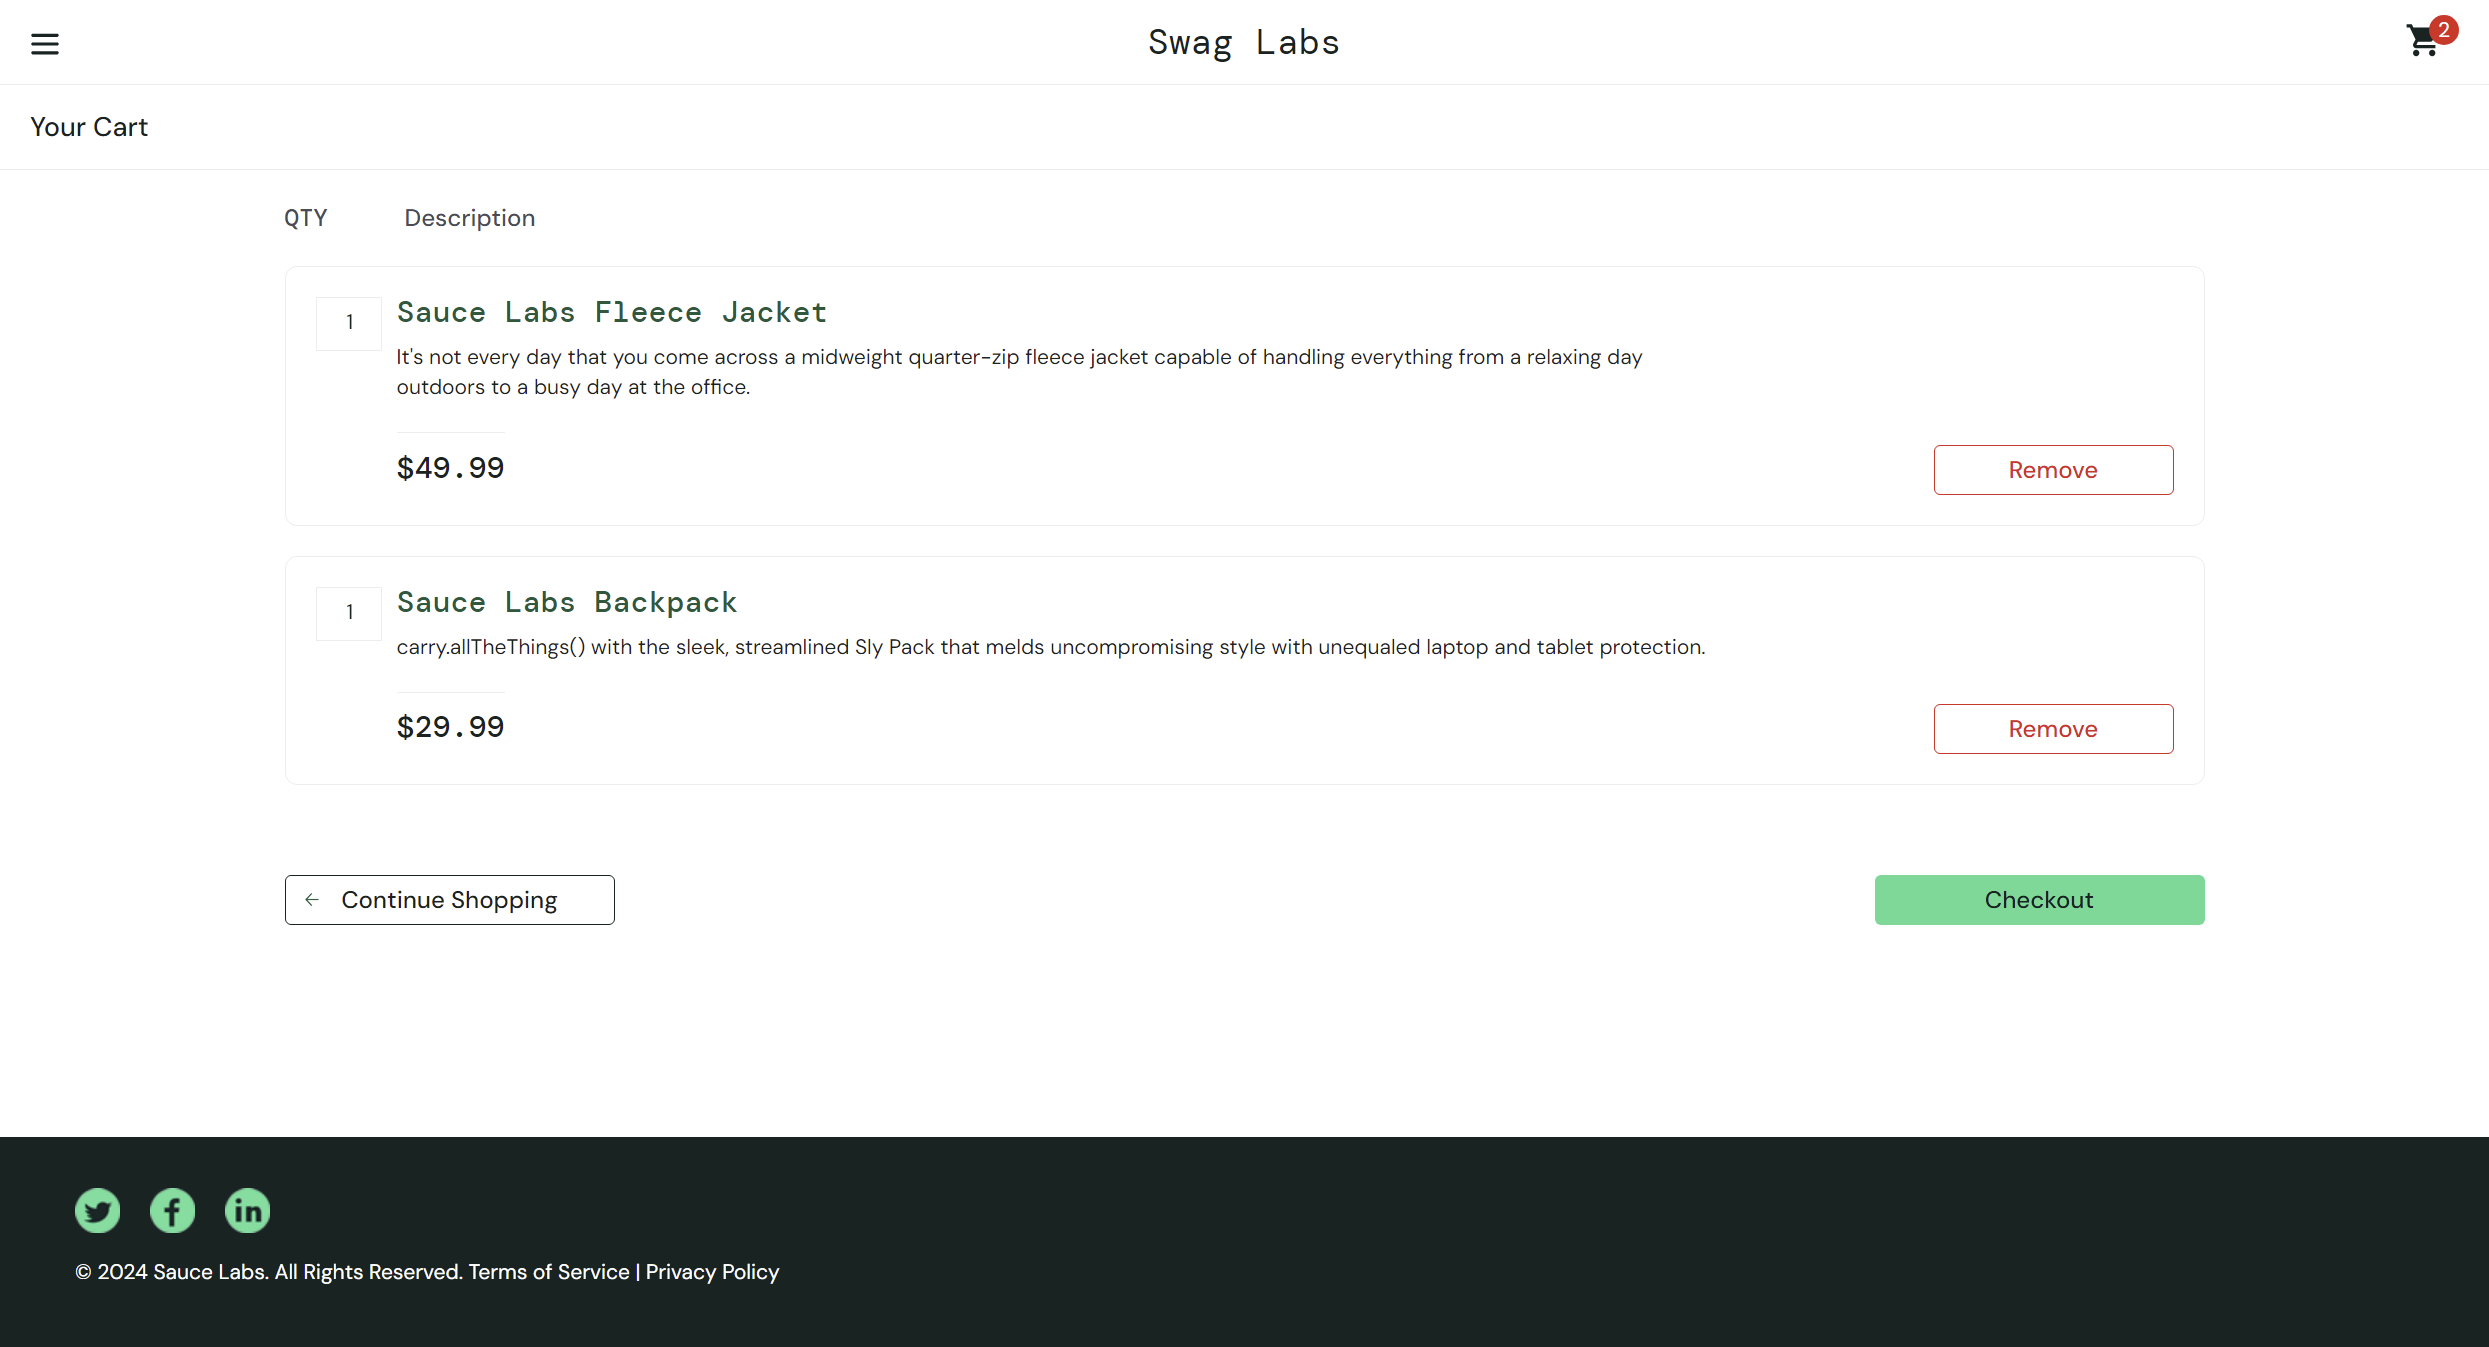 Swag Labs
2
Your Cart
QTY Description
1
Sauce Labs Fleece Jacket
It's not every day that you come across a midweight quarter-zip fleece jacket capable of handling everything from a relaxing day
outdoors to a busy day at the office.
$49.99
Remove
1
Sauce Labs Backpack
carry.allTheThings() with the sleek, streamlined Sly Pack that melds uncompromising style with unequaled laptop and tablet protection.
$29.99
Remove
Continue Shopping
Checkout
© 2024 Sauce Labs. All Rights Reserved. Terms of Service | Privacy Policy